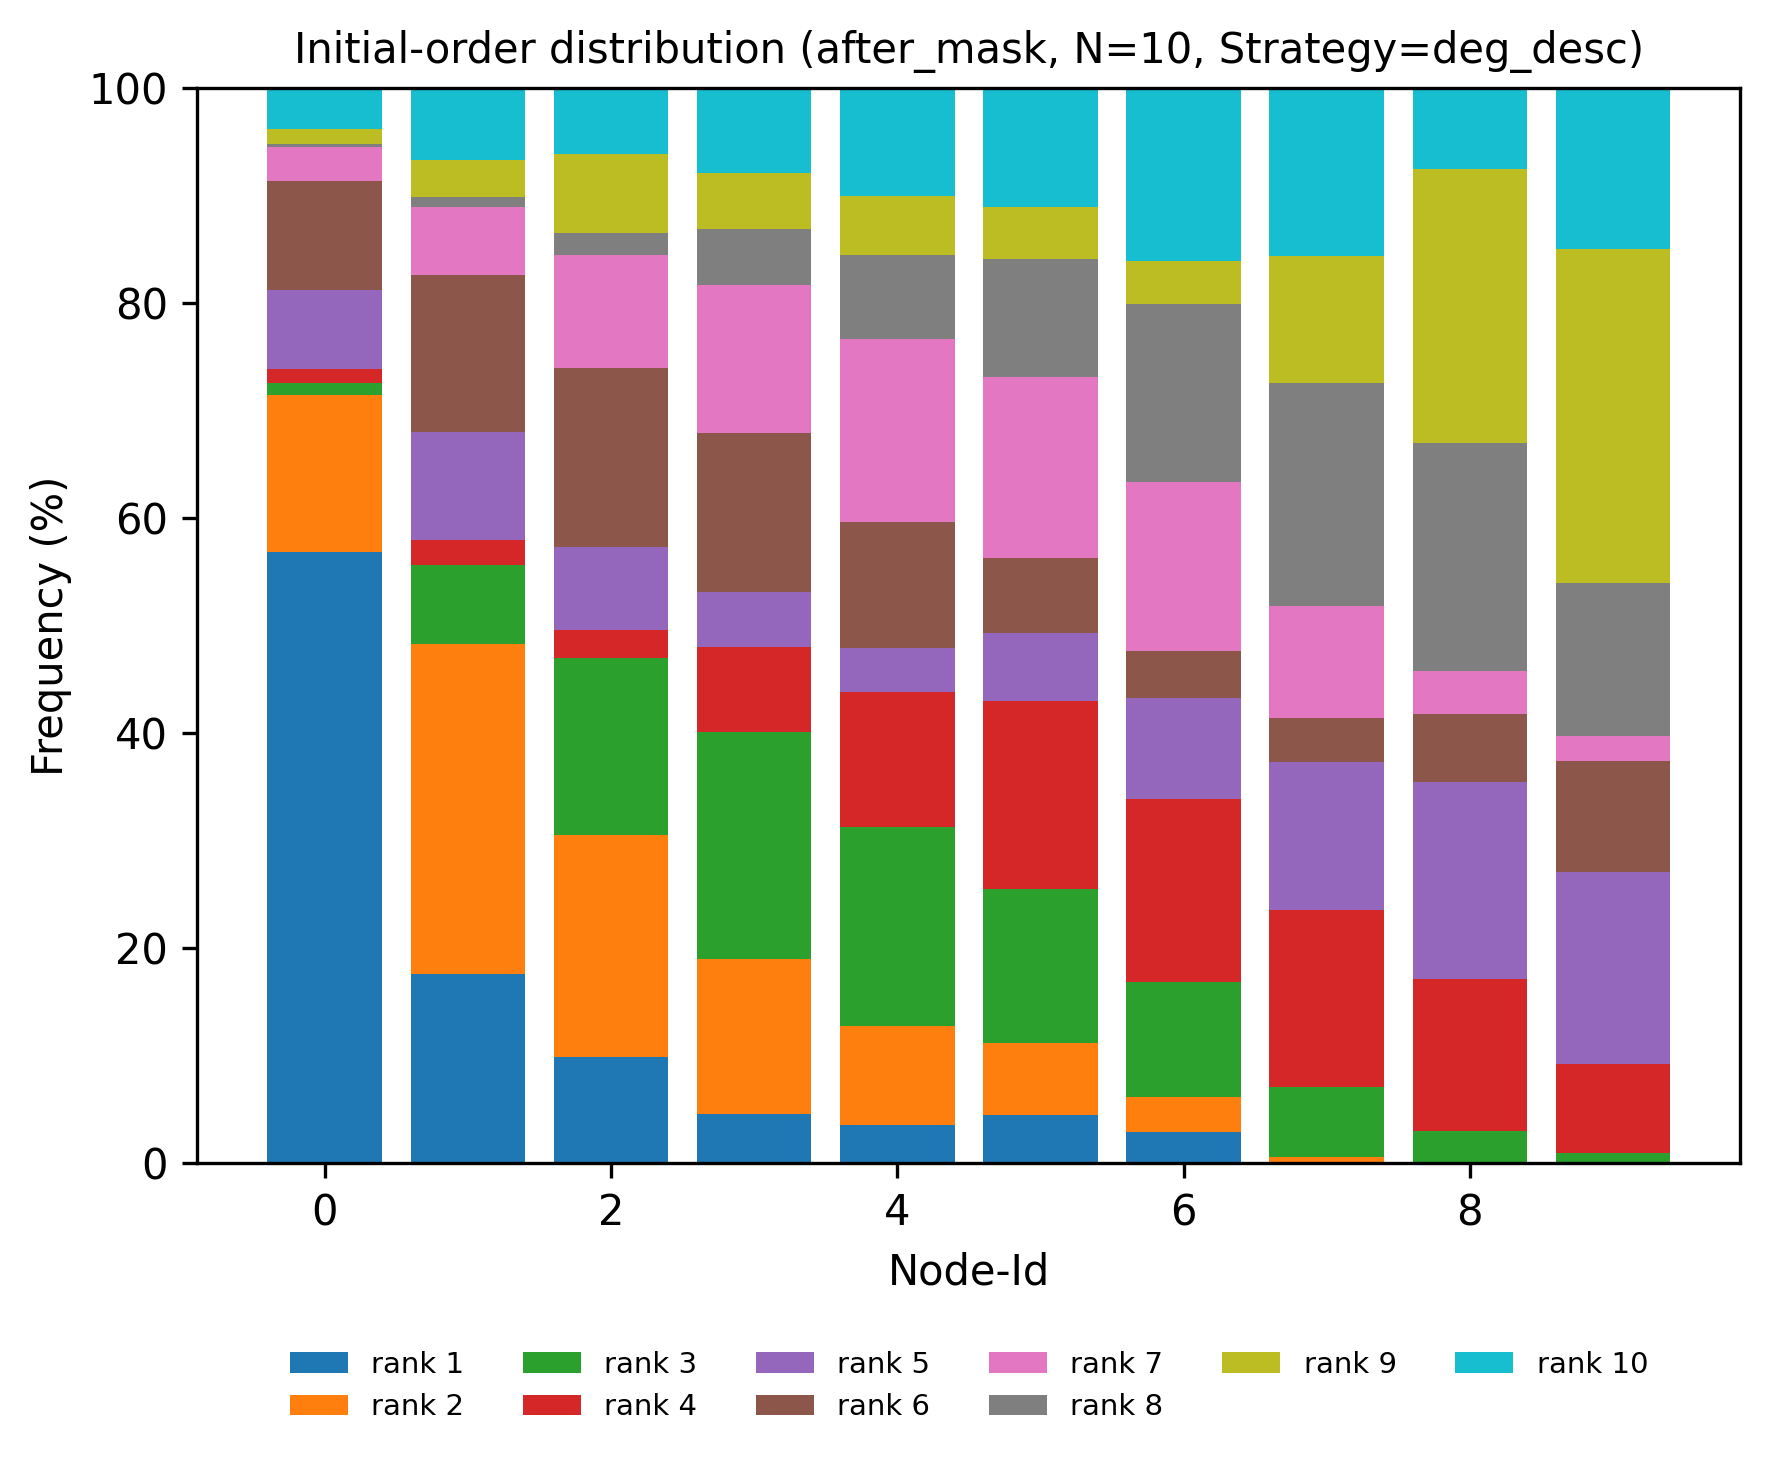 Initial-order distribution (after_mask, N=10, Strategy=deg_desc)
100
80
60
40
20
0
Frequency (%)
0 2 4 6 8
Node-Id
rank 1 rank 3 rank 5 rank 7 rank 9 rank 10
rank 2 rank 4 rank 6 rank 8